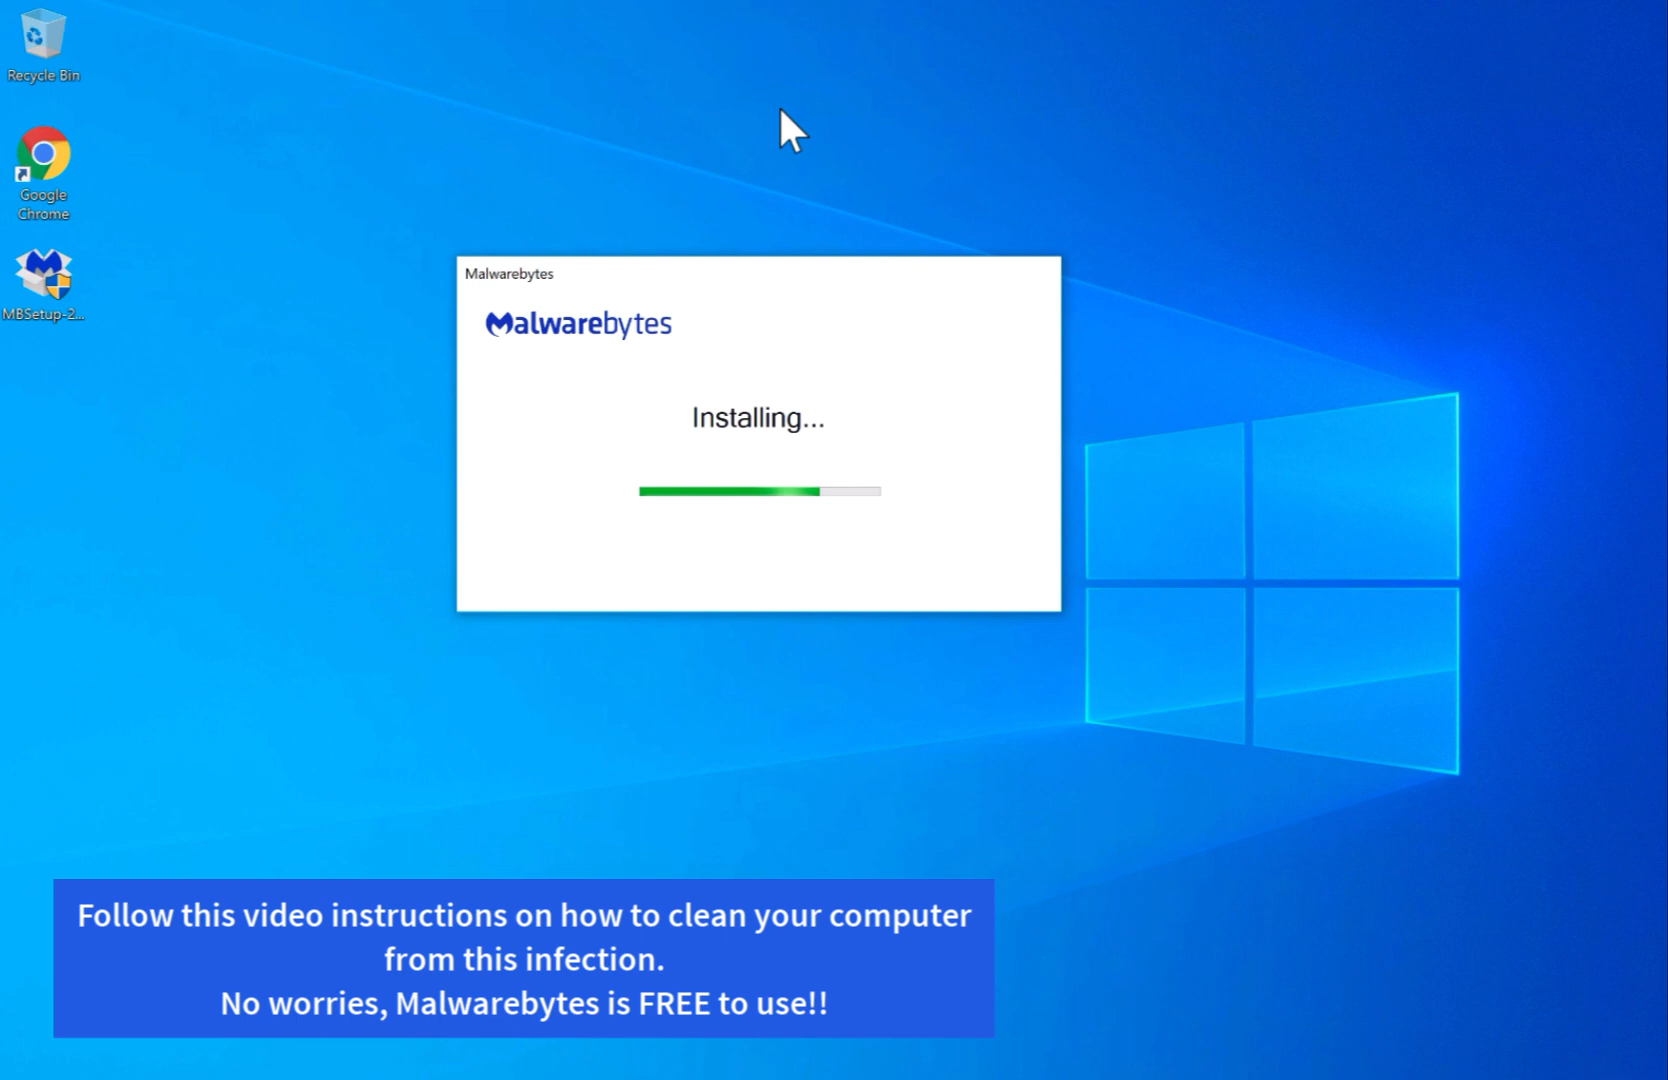 Recycle Bin
Google
Chrome
MBSetup-2...
Malwarebytes
Malwarebytes
Installing...
Follow this video instructions on how to clean your computer
from this infection.
No worries, Malwarebytes is FREE to use!!